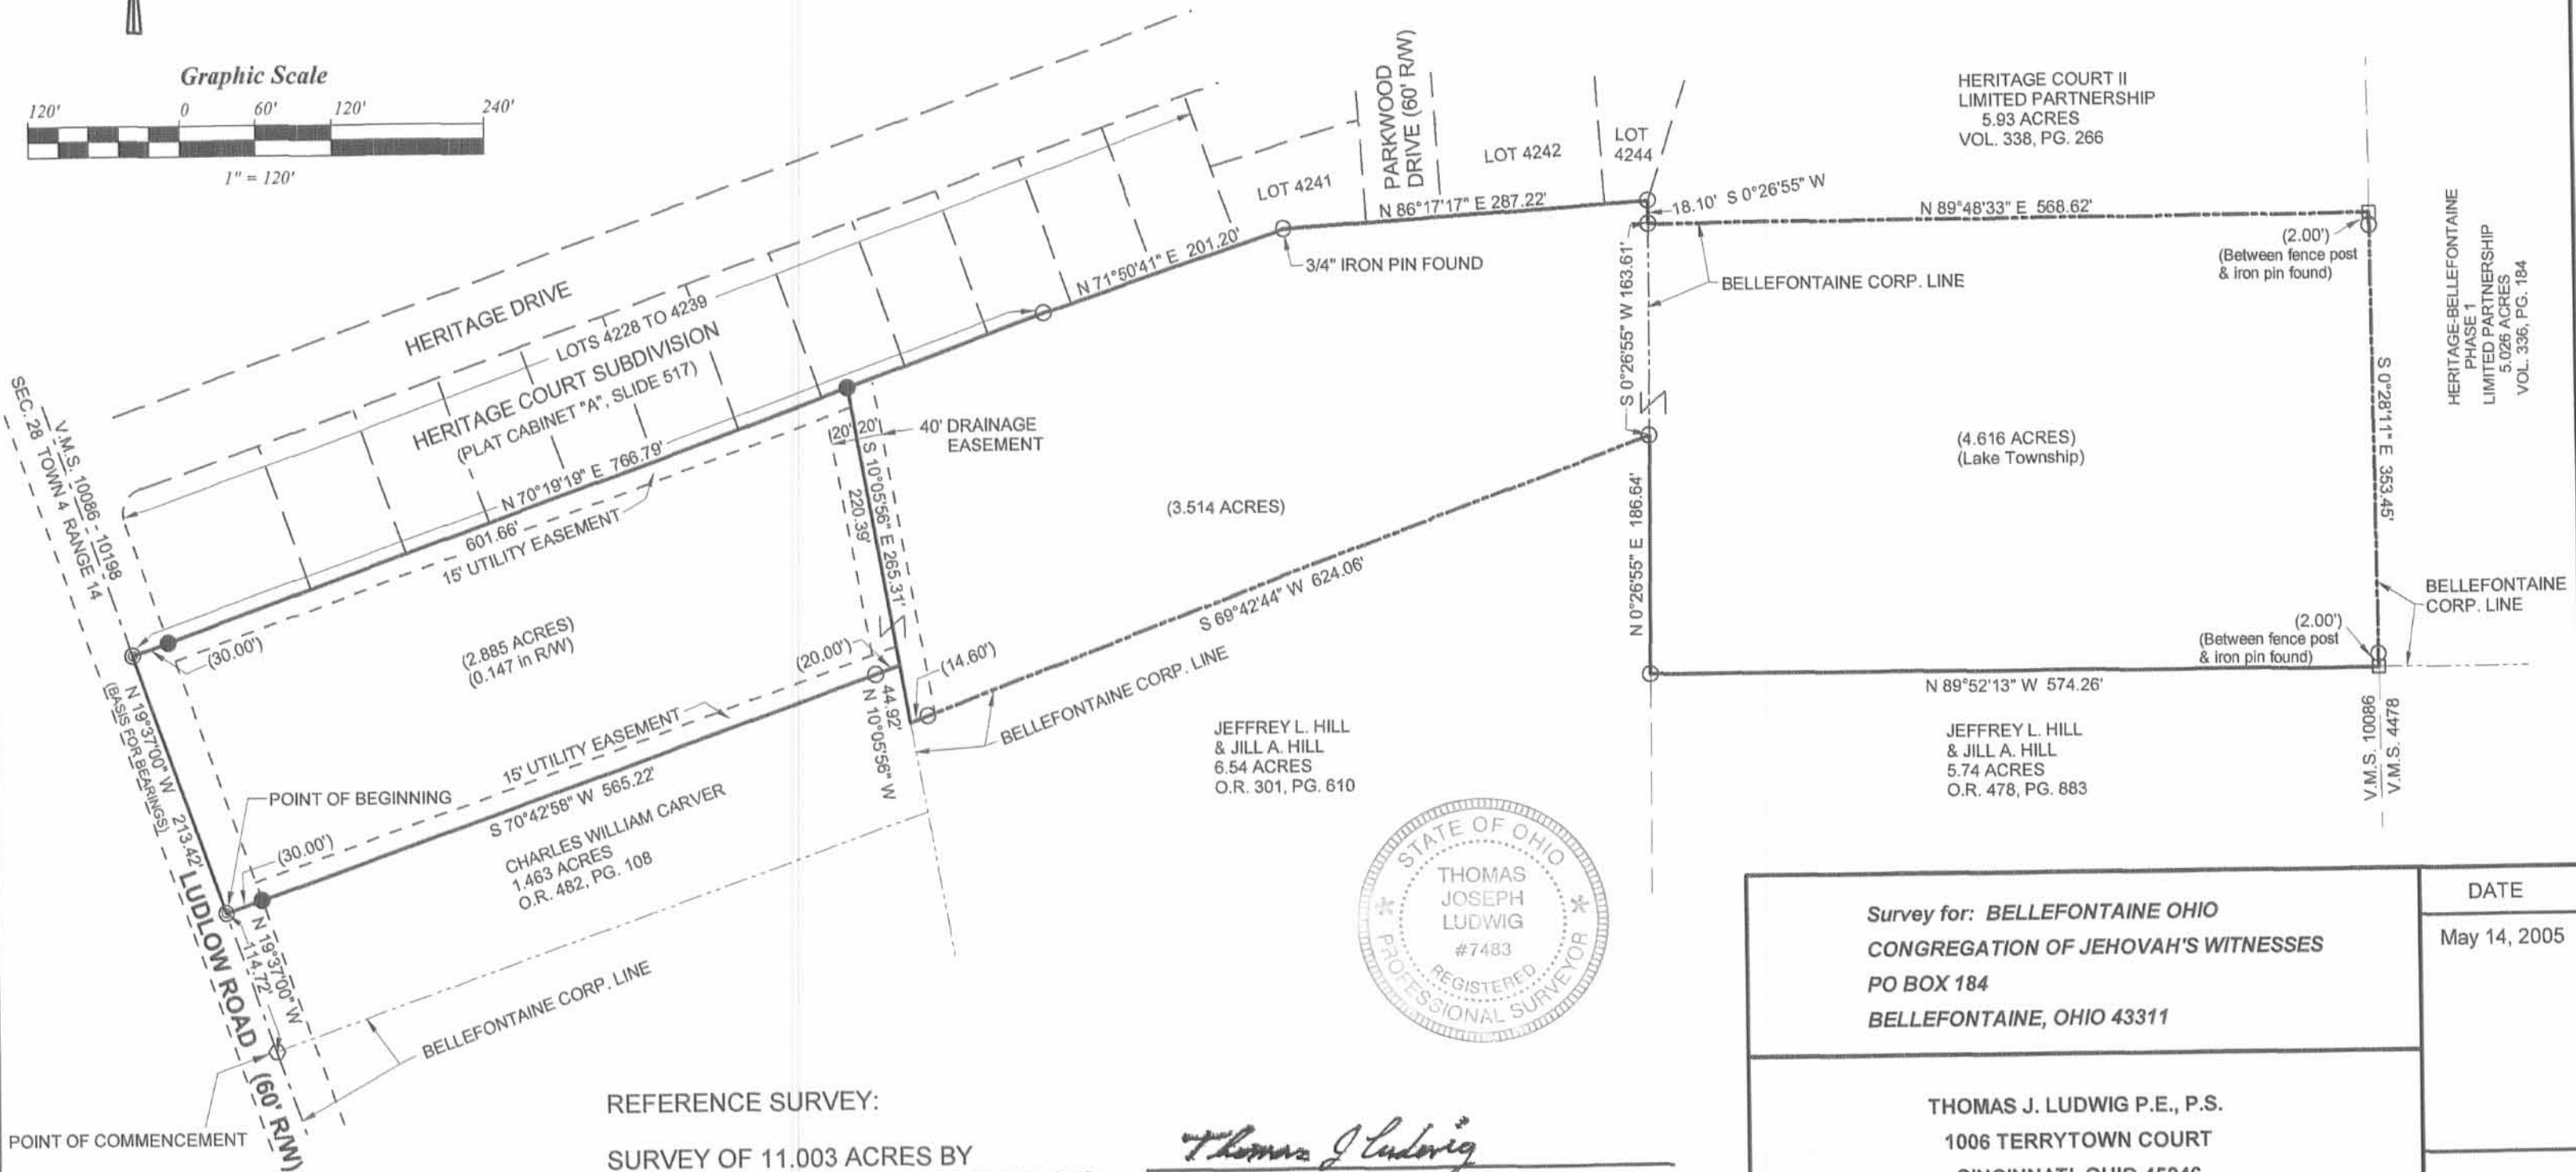 Graphic Scale
120' 0 60' 120' 240'
1" = 120'
HERITAGE DRIVE
LOTS 4228 TO 4239
HERITAGE COURT SUBDIVISION
(PLAT CABINET "A", SLIDE 517)
N 70°19'19" E 766.79'
601.66'
15' UTILITY EASEMENT
SEC. 28 TOWN 4 RANGE 14
V.M.S. 10086 - 10198
(30.00')
(2.885 ACRES)
(0.147 in R/W)
N 19°37'00" W 213.42'
(BASIS FOR BEARINGS)
POINT OF BEGINNING
(30.00')
15' UTILITY EASEMENT
S 70°42'58" W 565.22'
CHARLES WILLIAM CARVER
1.463 ACRES
O.R. 482, PG. 108
N 19°37'00" W
114.72'
LUDLOW ROAD (60' R/W)
POINT OF COMMENCEMENT
BELLEFONTAINE CORP. LINE
20' 20'
40' DRAINAGE
EASEMENT
S 10°05'56" E 265.31'
220.39'
(20.00')
44.92'
N 10°05'56" W
(14.60')
BELLEFONTAINE CORP. LINE
S 69°42'44" W 624.06'
(3.514 ACRES)
N 71°50'41" E 201.20'
3/4" IRON PIN FOUND
LOT 4241
PARKWOOD
DRIVE (60' R/W)
LOT 4242
LOT
4244
N 86°17'17" E 287.22'
18.10' S 0°26'55" W
S 0°26'55" W 163.61'
BELLEFONTAINE CORP. LINE
N 0°26'55" E 186.64'
HERITAGE COURT II
LIMITED PARTNERSHIP
5.93 ACRES
VOL. 338, PG. 266
N 89°48'33" E 568.62'
(2.00')
(Between fence post
& iron pin found)
HERITAGE-BELLEFONTAINE
PHASE 1
LIMITED PARTNERSHIP
5.026 ACRES
VOL. 336, PG. 184
S 0°28'11" E 353.45'
(4.616 ACRES)
(Lake Township)
BELLEFONTAINE
CORP. LINE
(2.00')
(Between fence post
& iron pin found)
N 89°52'13" W 574.26'
V.M.S. 10086
V.M.S. 4478
JEFFREY L. HILL
& JILL A. HILL
6.54 ACRES
O.R. 301, PG. 610
JEFFREY L. HILL
& JILL A. HILL
5.74 ACRES
O.R. 478, PG. 883
STATE OF OHIO
THOMAS
JOSEPH
LUDWIG
#7483
REGISTERED
PROFESSIONAL SURVEYOR
REFERENCE SURVEY:
SURVEY OF 11.003 ACRES BY
Thomas J Ludwig
Survey for: BELLEFONTAINE OHIO
CONGREGATION OF JEHOVAH'S WITNESSES
PO BOX 184
BELLEFONTAINE, OHIO 43311
DATE
May 14, 2005
THOMAS J. LUDWIG P.E., P.S.
1006 TERRYTOWN COURT